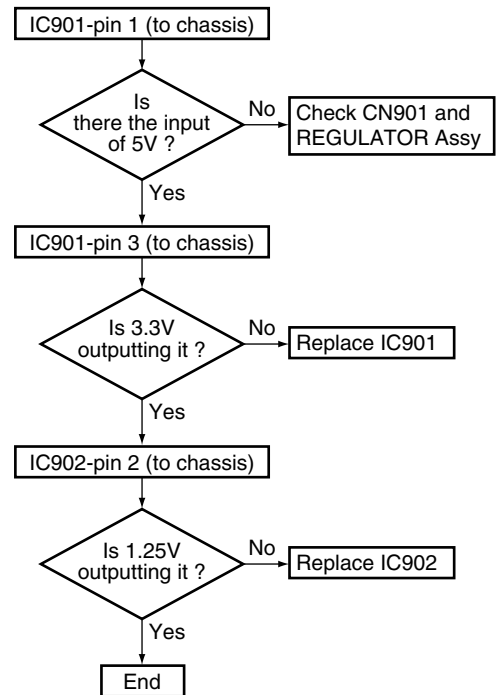 IC901-pin 1 (to chassis)
Is
there the input
of 5V ?
No
Check CN901 and
REGULATOR Assy
Yes
IC901-pin 3 (to chassis)
Is 3.3V
outputting it ?
No
Replace IC901
Yes
IC902-pin 2 (to chassis)
Is 1.25V
outputting it ?
No
Replace IC902
Yes
End